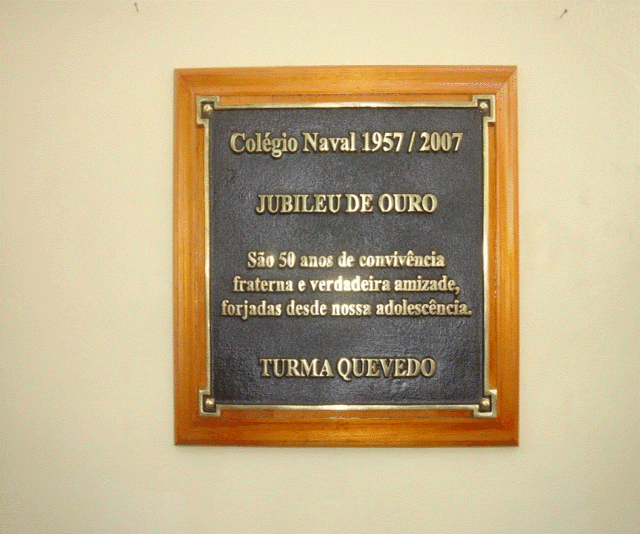 Colégio Naval 1957 / 2007
JUBILEU DE OURO
São 50 anos de convivência
fraterna e verdadeira amizade,
forjadas desde nossa adolescência.
TURMA QUEVEDO